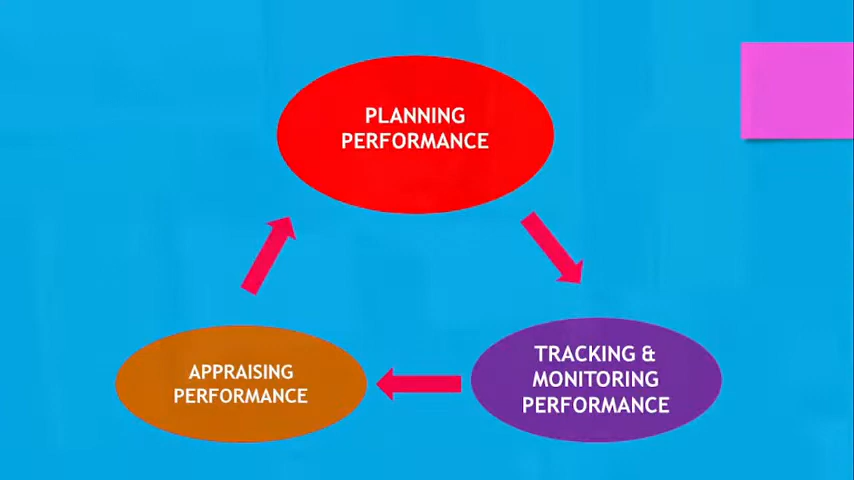 PLANNING
PERFORMANCE
TRACKING &
MONITORING
PERFORMANCE
APPRAISING
PERFORMANCE